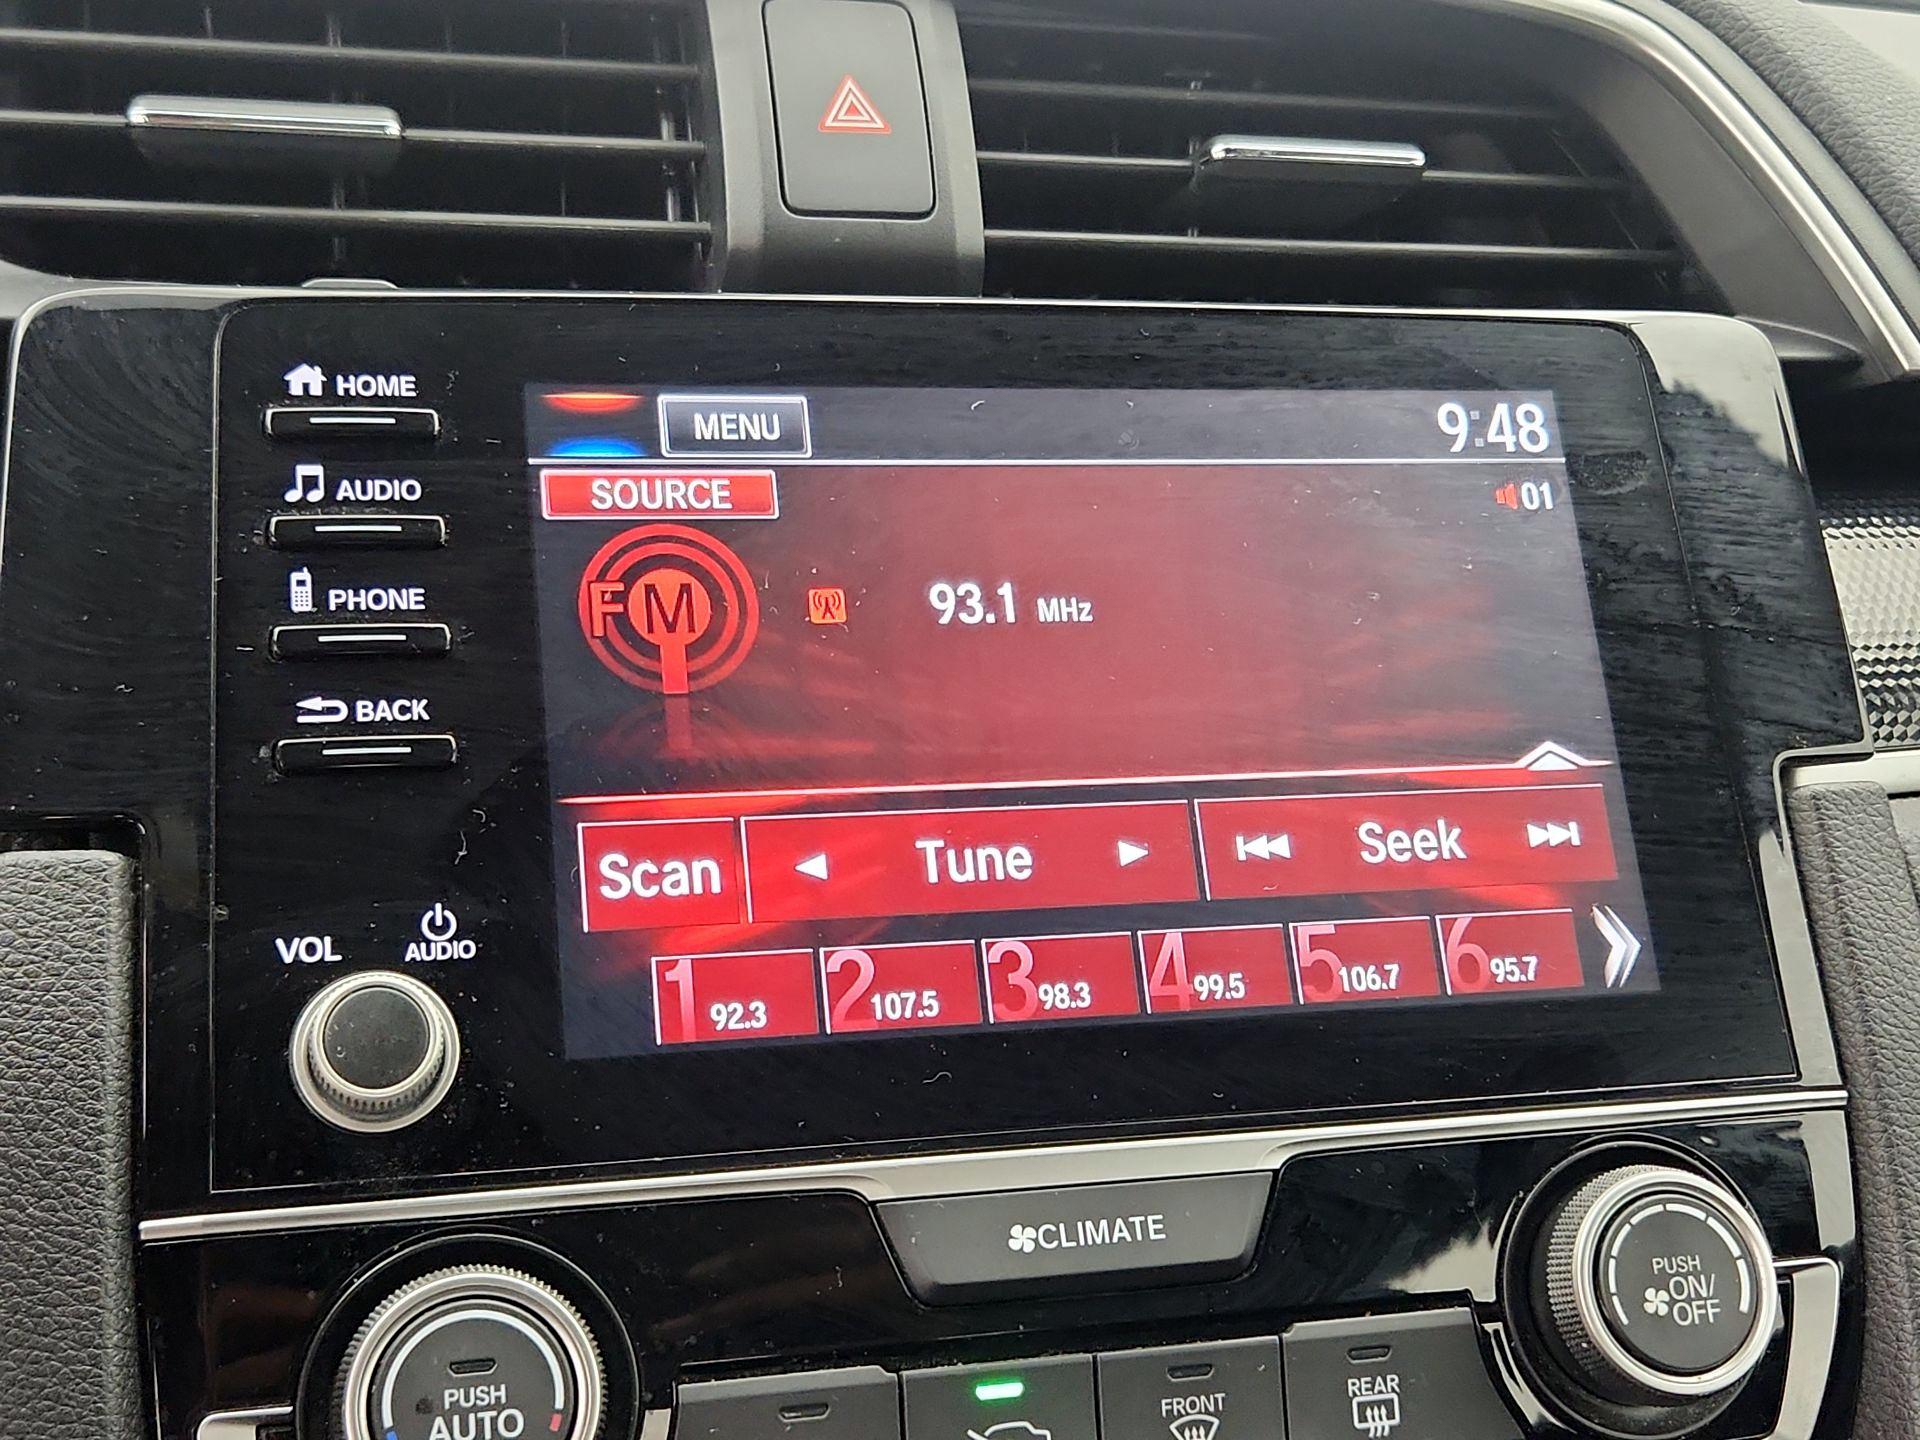 HOME
MENU
9:48
AUDIO
SOURCE
01
PHONE
FM
93.1 MHz
BACK
Scan
Tune
Seek
VOL
AUDIO
1 92.3
2 107.5
3 98.3
4 99.5
5 106.7
6 95.7
CLIMATE
PUSH
ON/
OFF
PUSH
AUTO
FRONT
REAR